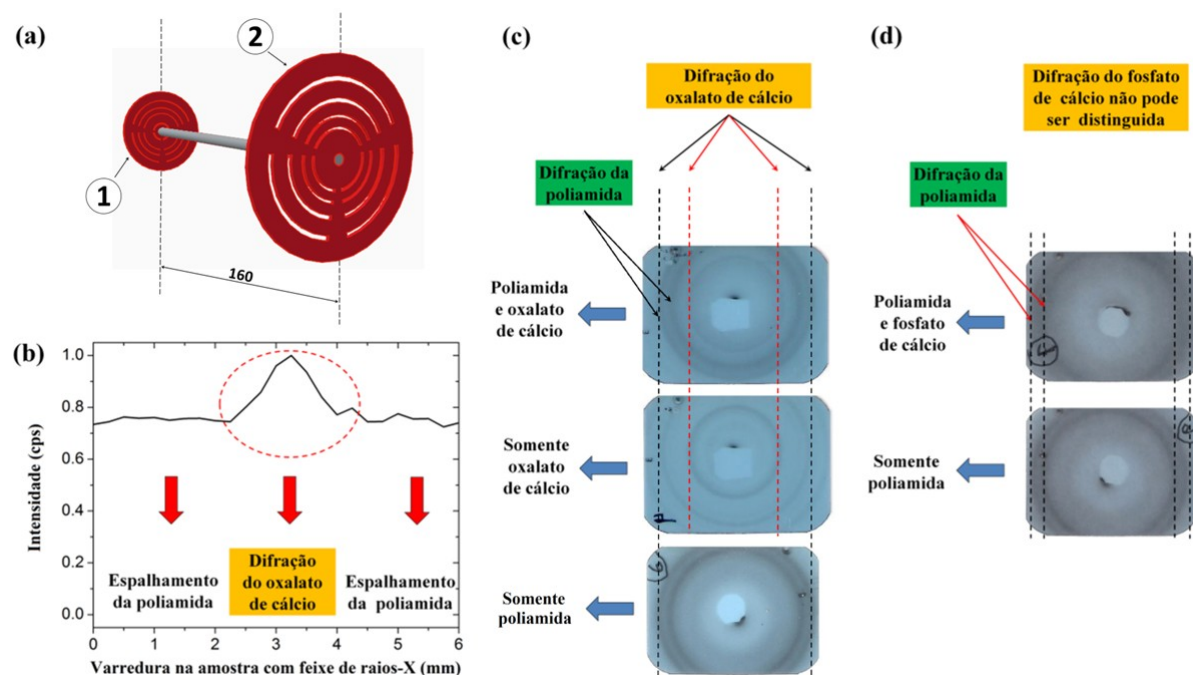 (a)
2
1
160
(b)
Intensidade (cps)
1.0
0.8
0.6
0.4
0.2
0.0
Espalhamento
da poliamida
Difração
do oxalato
de cálcio
Espalhamento
da poliamida
0 1 2 3 4 5 6
Varredura na amostra com feixe de raios-X (mm)
(c)
Difração do
oxalato de cálcio
Difração da
poliamida
Poliamida
e oxalato
de cálcio
Somente
oxalato
de cálcio
Somente
poliamida
(d)
Difração do fosfato
de cálcio não pode
ser distinguida
Difração da
poliamida
Poliamida
e fosfato
de cálcio
Somente
poliamida